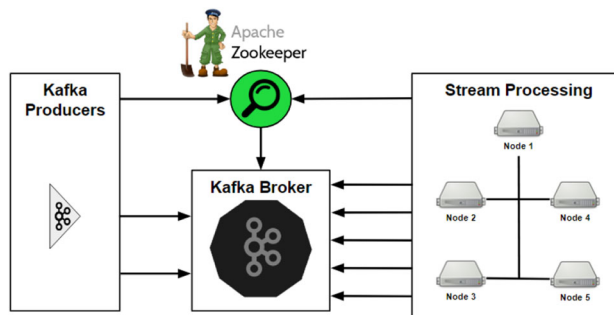 Apache
Zookeeper
Kafka
Producers
Kafka Broker
Stream Processing
Node 1
Node 2
Node 4
Node 3
Node 5